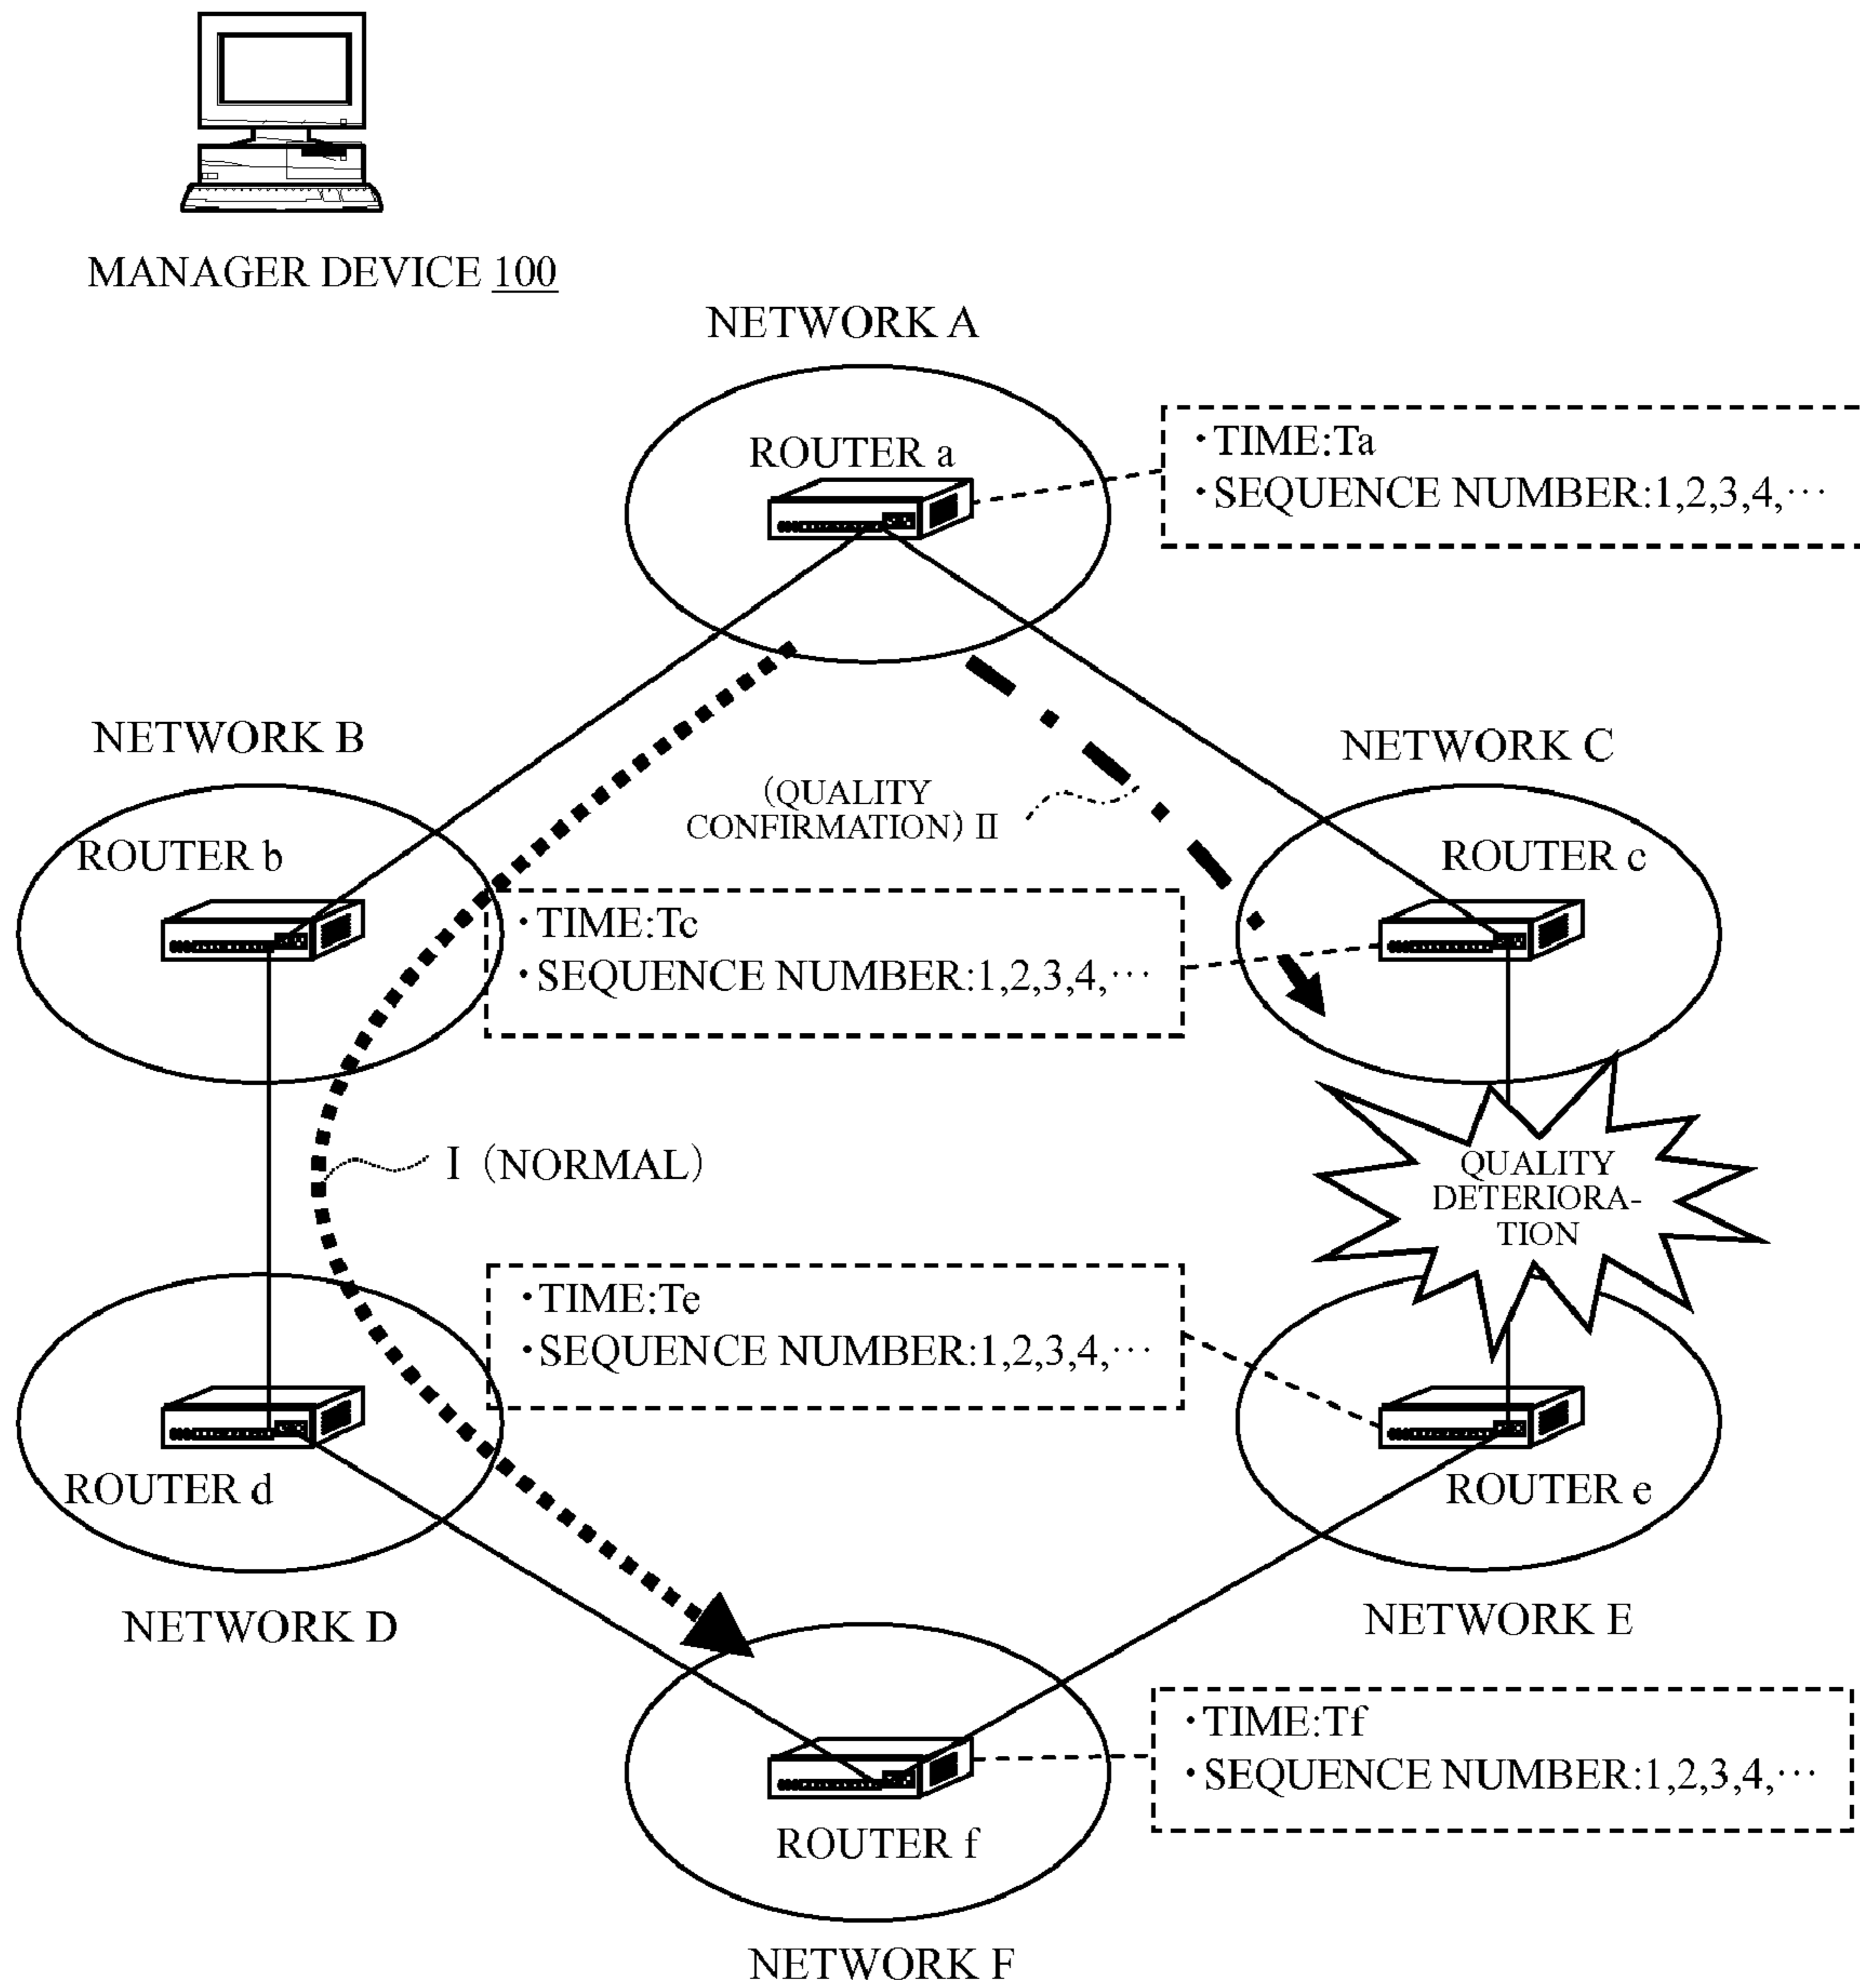 MANAGER DEVICE 100
NETWORK A
ROUTER a
・TIME:Ta
・SEQUENCE NUMBER:1,2,3,4,⋯
NETWORK B
NETWORK C
(QUALITY
CONFIRMATION) II
ROUTER b
ROUTER c
・TIME:Tc
・SEQUENCE NUMBER:1,2,3,4,⋯
I (NORMAL)
QUALITY
DETERIORA-
TION
・TIME:Te
・SEQUENCE NUMBER:1,2,3,4,⋯
ROUTER d
ROUTER e
NETWORK D
NETWORK E
・TIME:Tf
・SEQUENCE NUMBER:1,2,3,4,⋯
ROUTER f
NETWORK F